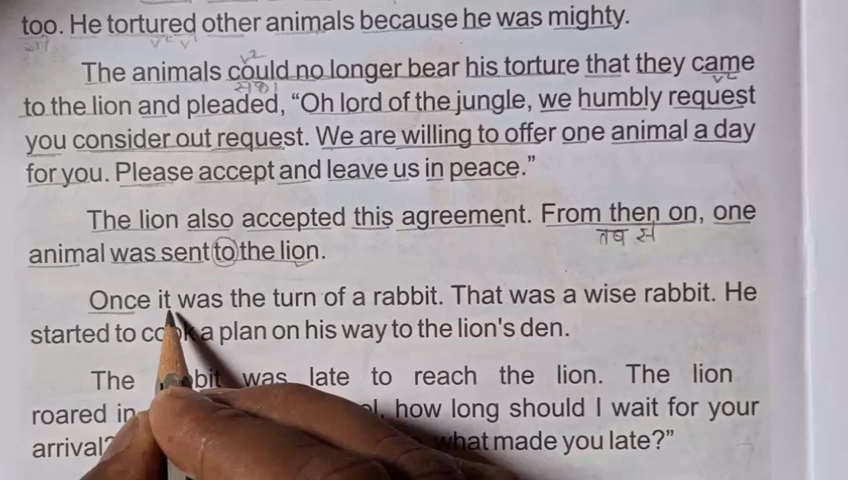 too. He tortured other animals because he was mighty.
v2 v1
v2
The animals could no longer bear his torture that they came
सका v2
to the lion and pleaded, “Oh lord of the jungle, we humbly request
you consider out request. We are willing to offer one animal a day
for you. Please accept and leave us in peace.”
The lion also accepted this agreement. From then on, one
तब से
animal was sent to the lion.
Once it was the turn of a rabbit. That was a wise rabbit. He
started to cook a plan on his way to the lion's den.
The was late to reach the lion. The lion
roared in how long should I wait for your
arrival? what made you late?”